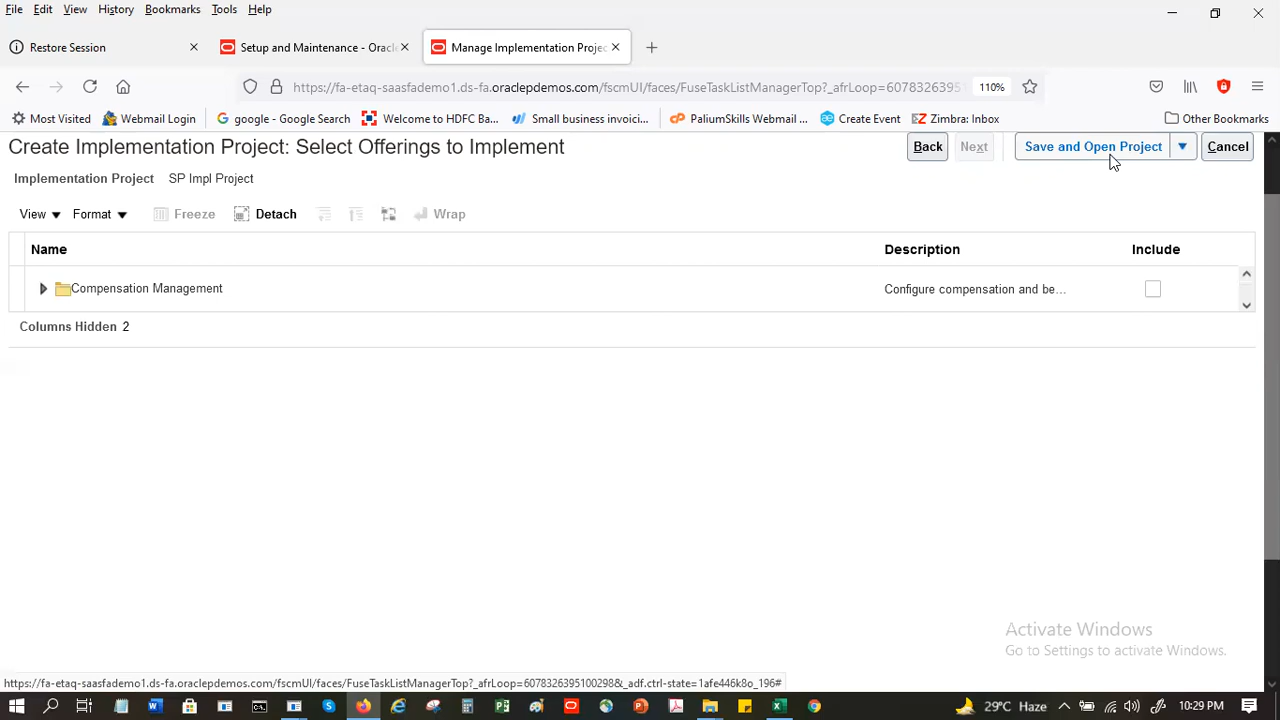 File Edit View History Bookmarks Tools Help
Restore Session
Setup and Maintenance - Oracle
Manage Implementation Projec
https://fa-etaq-saasfademo1.ds-fa.oraclepdemos.com/fscmUI/faces/FuseTaskListManagerTop?_afrLoop=6078326395 110%
Most Visited Webmail Login google - Google Search Welcome to HDFC Ba... Small business invoicin... PaliumSkills Webmail ... Create Event Zimbra: Inbox Other Bookmarks
Create Implementation Project: Select Offerings to Implement Back Next Save and Open Project Cancel
Implementation Project SP Impl Project
View Format Freeze Detach Wrap
Name Description Include
Compensation Management Configure compensation and be...
Columns Hidden 2
Activate Windows
Go to Settings to activate Windows.
https://fa-etaq-saasfademo1.ds-fa.oraclepdemos.com/fscmUI/faces/FuseTaskListManagerTop?_afrLoop=60783263951002​98&_adf.ctrl-state=1afe446k8o_196#
29°C Haze 10:29 PM